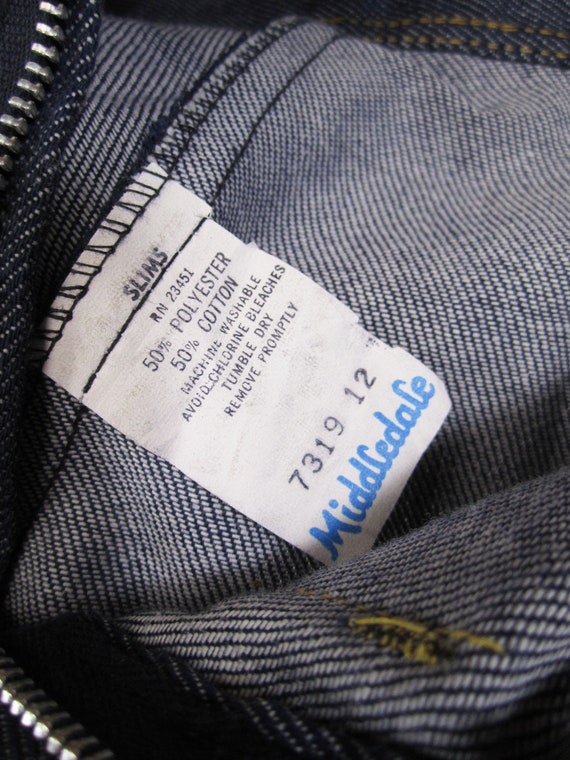 SLIMS
RN 23451
50% POLYESTER
50% COTTON
MACHINE WASHABLE
AVOID CHLORINE BLEACHES
TUMBLE DRY
REMOVE PROMPTLY
7319 12
Middledale